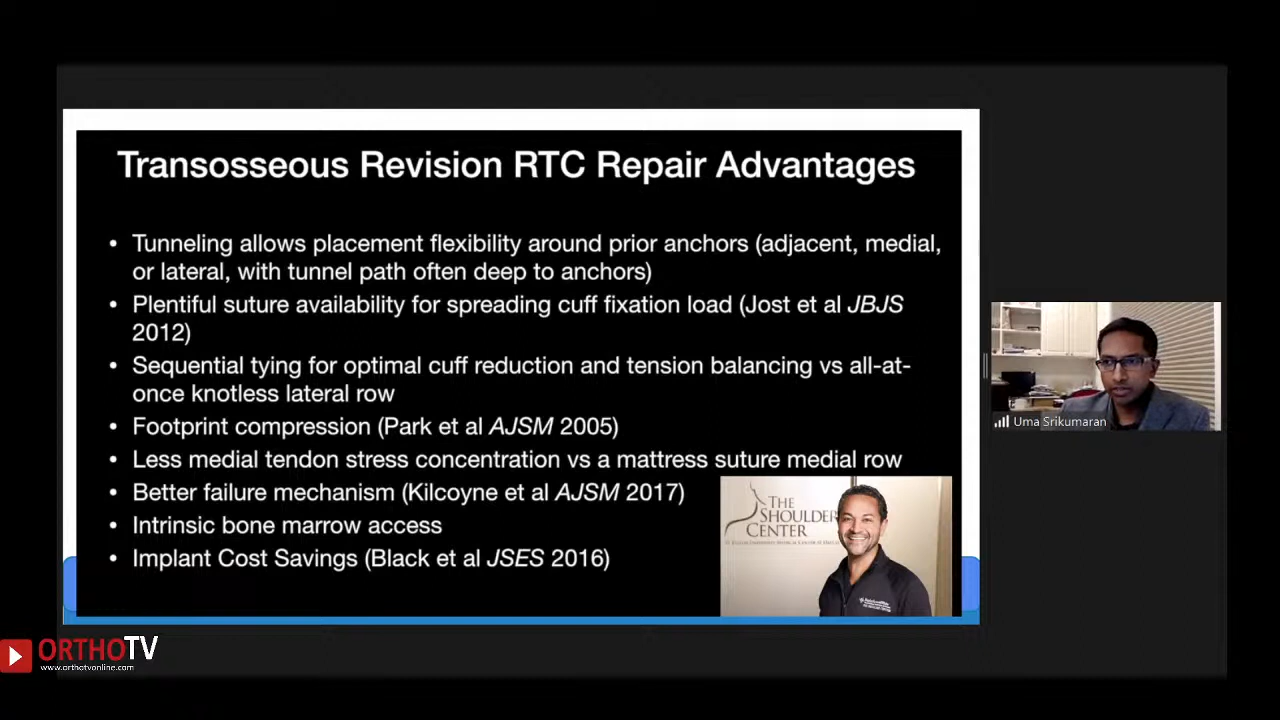 Transosseous Revision RTC Repair Advantages
• Tunneling allows placement flexibility around prior anchors (adjacent, medial,
or lateral, with tunnel path often deep to anchors)
• Plentiful suture availability for spreading cuff fixation load (Jost et al JBJS
2012)
• Sequential tying for optimal cuff reduction and tension balancing vs all-at-
once knotless lateral row
• Footprint compression (Park et al AJSM 2005)
• Less medial tendon stress concentration vs a mattress suture medial row
• Better failure mechanism (Kilcoyne et al AJSM 2017)
• Intrinsic bone marrow access
• Implant Cost Savings (Black et al JSES 2016)
THE
SHOULDER
CENTER
Uma Srikumaran
ORTHOTV
www.orthotvonline.com